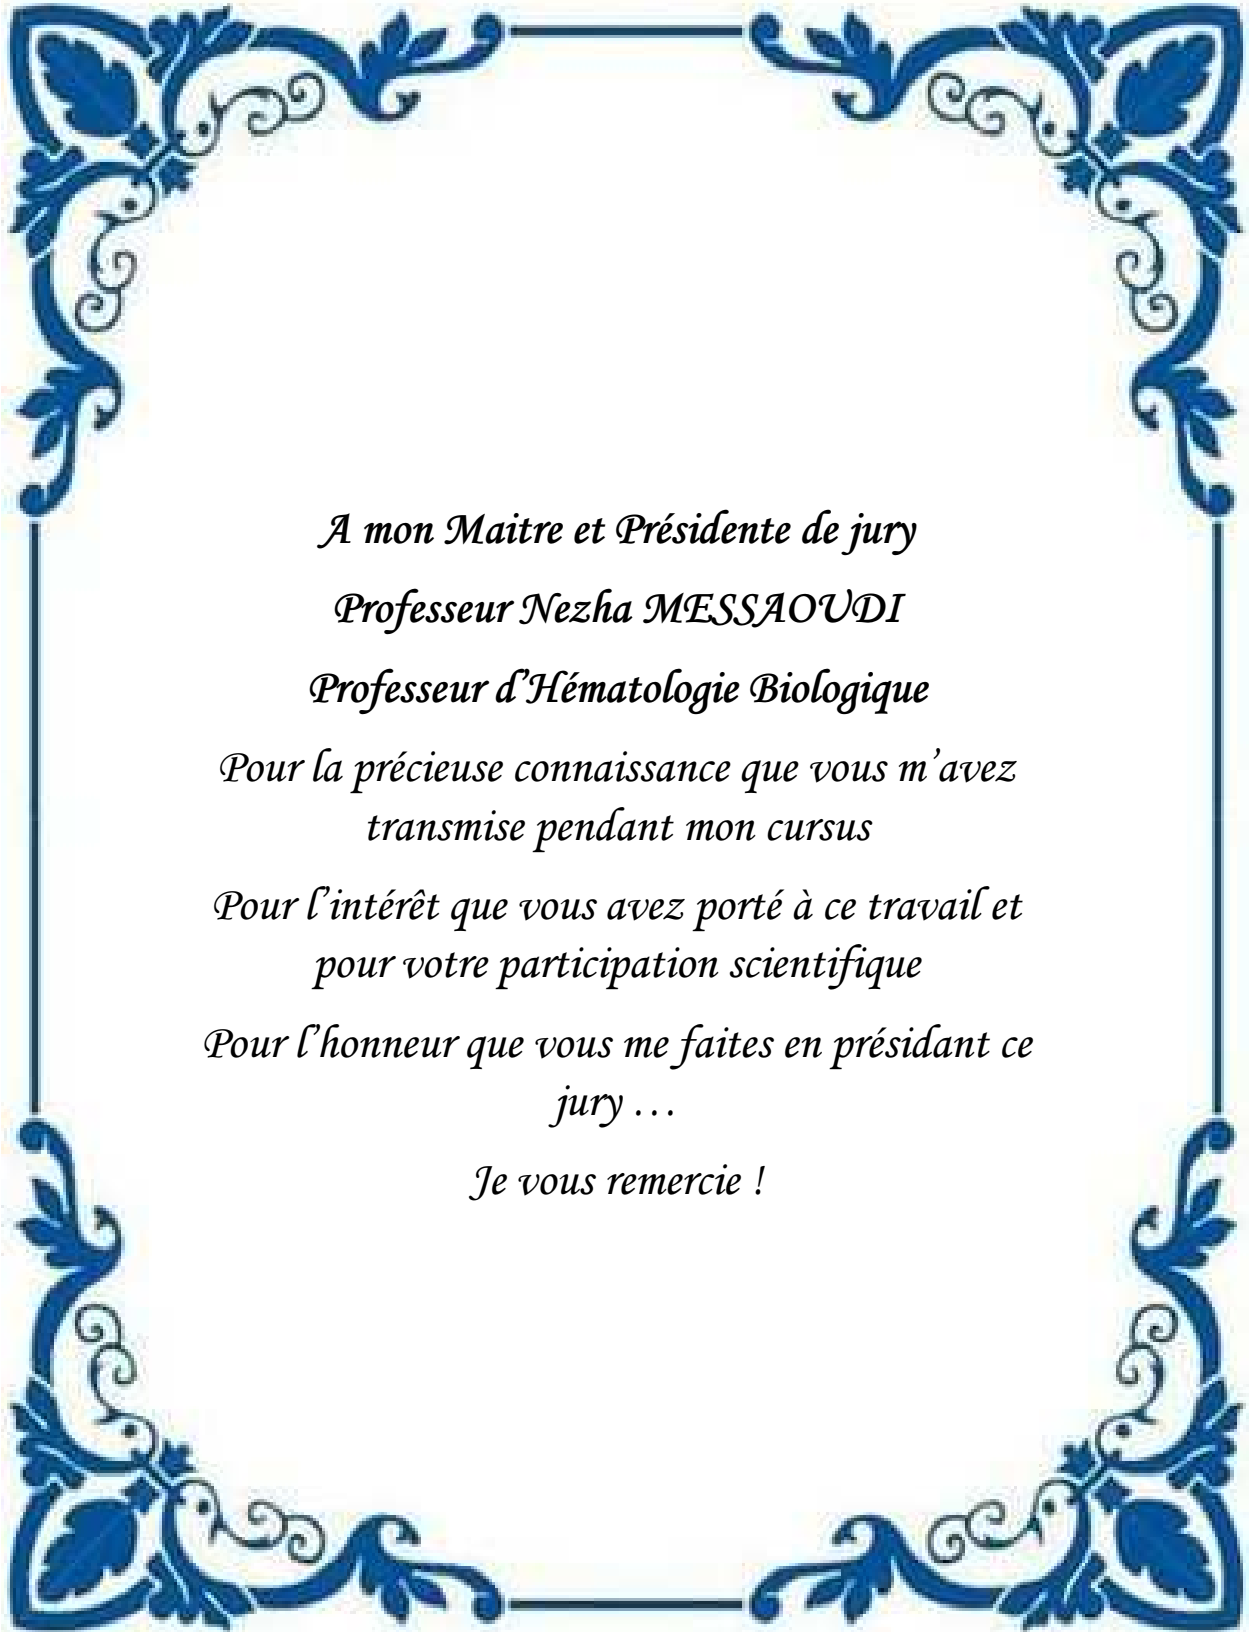 A mon Maitre et Présidente de jury
Professeur Nezha MESSAOUDI
Professeur d’Hématologie Biologique
Pour la précieuse connaissance que vous m’avez
transmise pendant mon cursus
Pour l’intérêt que vous avez porté à ce travail et
pour votre participation scientifique
Pour l’honneur que vous me faites en présidant ce
jury …
Je vous remercie !